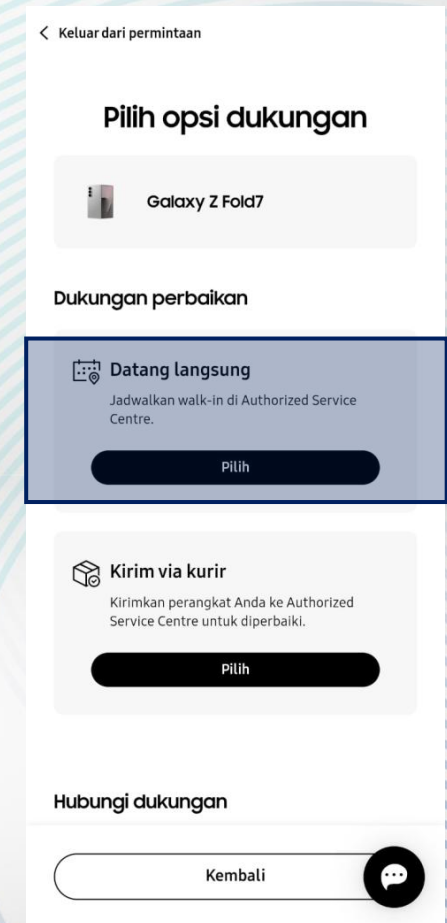 Keluar dari permintaan
Pilih opsi dukungan
Galaxy Z Fold7
Dukungan perbaikan
Datang langsung
Jadwalkan walk-in di Authorized Service
Centre.
Pilih
Kirim via kurir
Kirimkan perangkat Anda ke Authorized
Service Centre untuk diperbaiki.
Pilih
Hubungi dukungan
Kembali